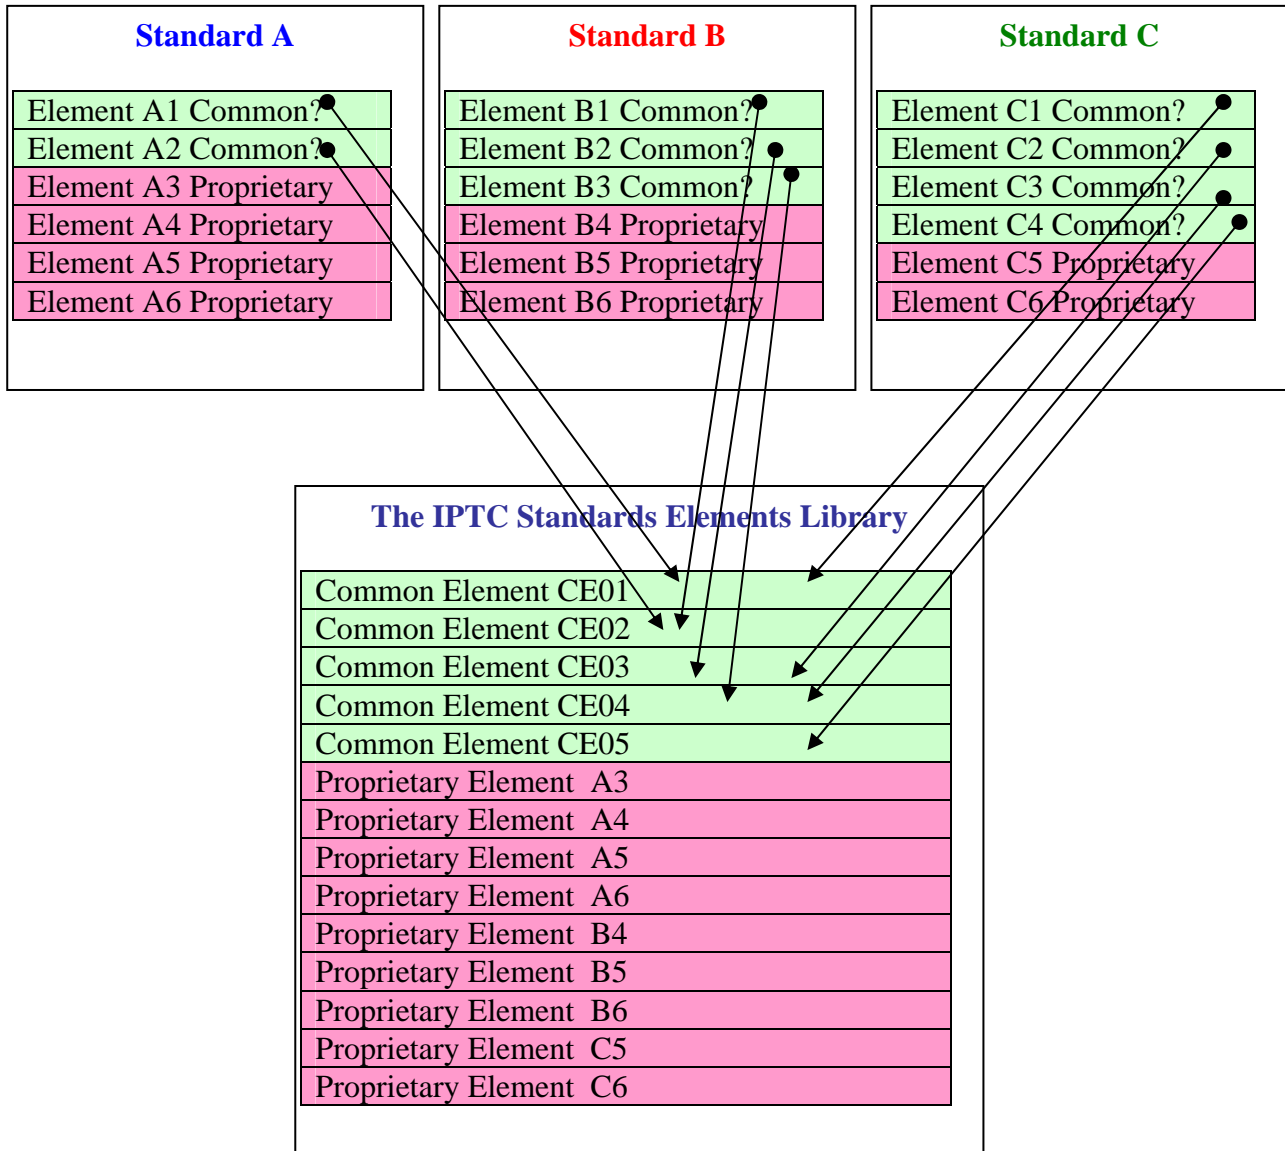 Standard A
Element A1 Common?
Element A2 Common?
Element A3 Proprietary
Element A4 Proprietary
Element A5 Proprietary
Element A6 Proprietary
Standard B
Element B1 Common?
Element B2 Common?
Element B3 Common?
Element B4 Proprietary
Element B5 Proprietary
Element B6 Proprietary
Standard C
Element C1 Common?
Element C2 Common?
Element C3 Common?
Element C4 Common?
Element C5 Proprietary
Element C6 Proprietary
The IPTC Standards Elements Library
Common Element CE01
Common Element CE02
Common Element CE03
Common Element CE04
Common Element CE05
Proprietary Element A3
Proprietary Element A4
Proprietary Element A5
Proprietary Element A6
Proprietary Element B4
Proprietary Element B5
Proprietary Element B6
Proprietary Element C5
Proprietary Element C6